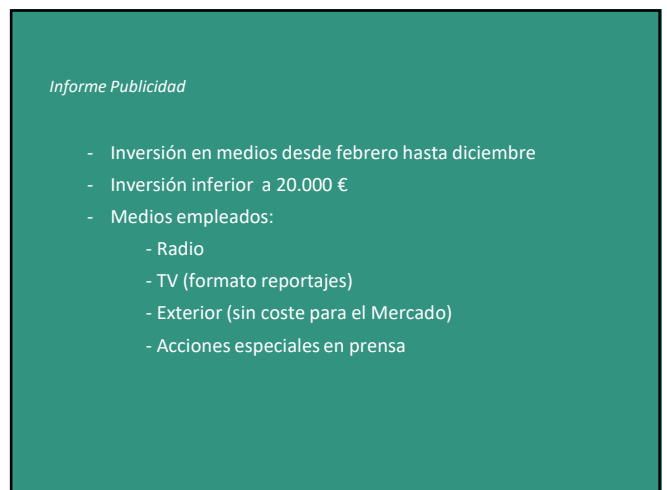 Informe Publicidad
- Inversión en medios desde febrero hasta diciembre
- Inversión inferior a 20.000 €
- Medios empleados:
- Radio
- TV (formato reportajes)
- Exterior (sin coste para el Mercado)
- Acciones especiales en prensa